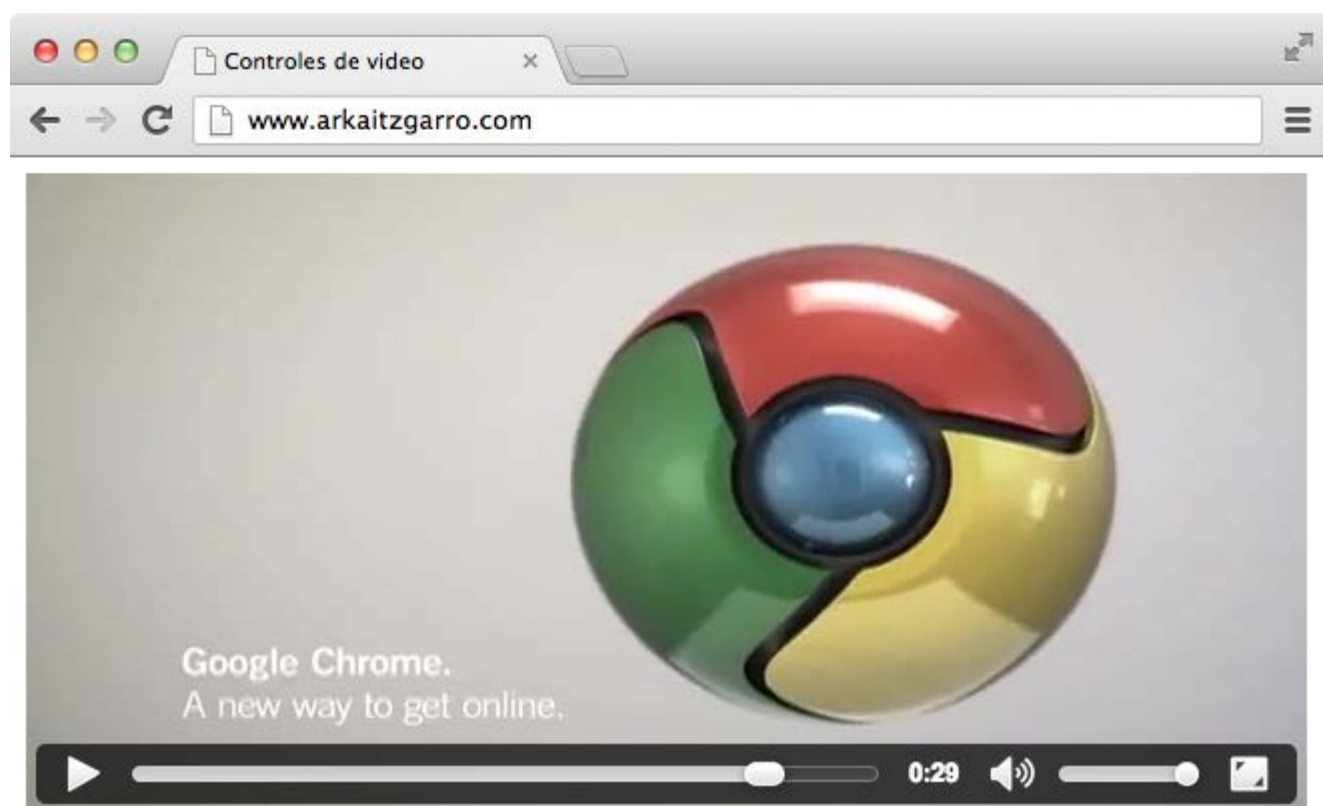 Controles de video
www.arkaitzgarro.com
Google Chrome.
A new way to get online.
0:29